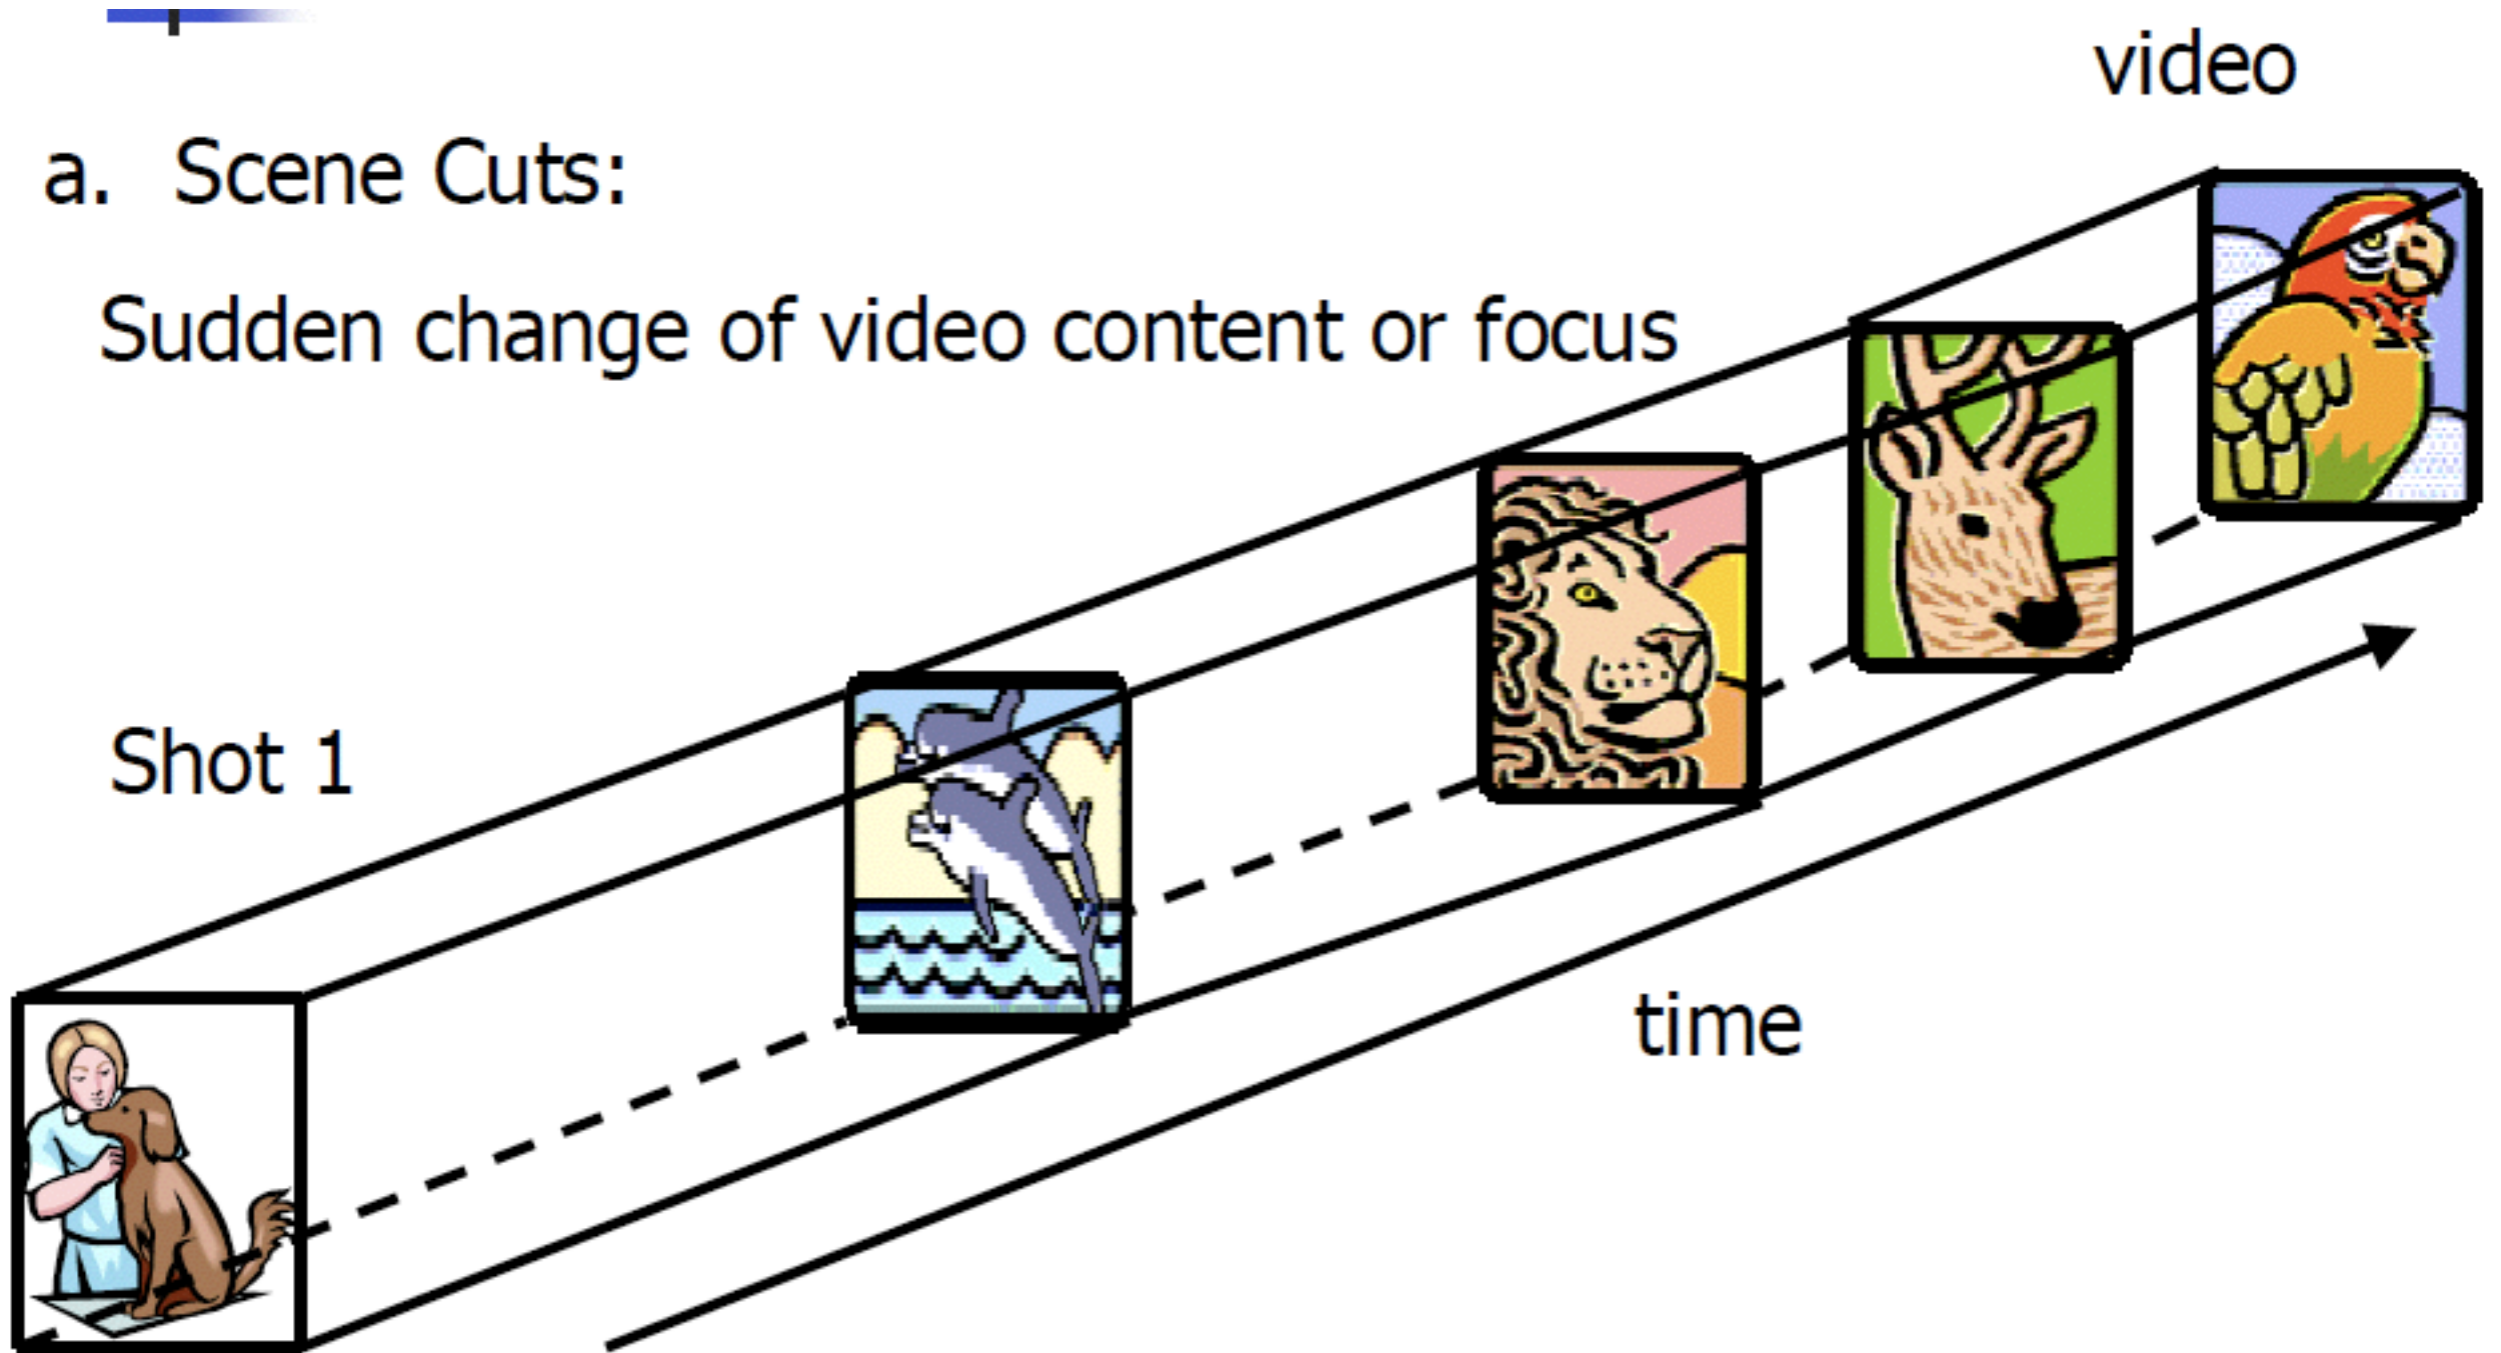 video
a. Scene Cuts:
Sudden change of video content or focus
Shot 1
time